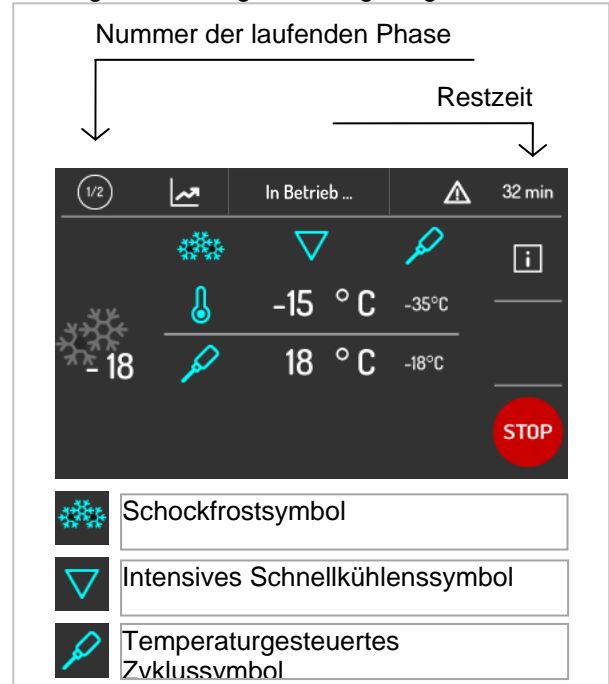 Nummer der laufenden Phase
Restzeit
1/2
In Betrieb ...
32 min
i
-15 °C
-35°C
-18
18 °C
-18°C
STOP
Schockfrostsymbol
Intensives Schnellkühlenssymbol
Temperaturgesteuertes
Zyklussymbol